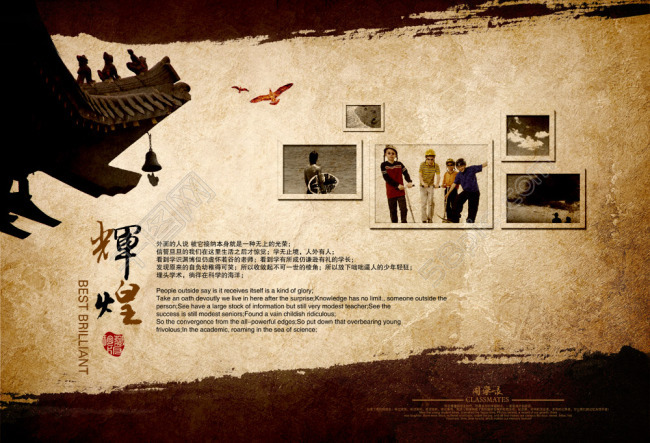 輝煌
BEST BRILLIANT
外面的人说 被它接纳本身就是一种无上的光荣；
信誓旦旦的我们在这里生活之后才惊觉；学无止境，人外有人；
看到学识渊博但仍虚怀若谷的老师；看到学有所成仍谦逊有礼的学长；
发现原来的自负幼稚得可笑；所以收敛起不可一世的棱角；所以放下咄咄逼人的少年轻狂；
埋头学术，徜徉在科学的海洋；
People outside say is it receives itself is a kind of glory;
Take an oath devoutly we live in here after the surprise;Knowledge has no limit , someone outside the
person;See have a large stock of information but still very modest teacher;See the
success is still modest seniors;Found a vain childish ridiculous;
So the convergence from the all-powerful edges;So put down that overbearing young
frivolous;In the academic, roaming in the sea of science;
CLASSMATES